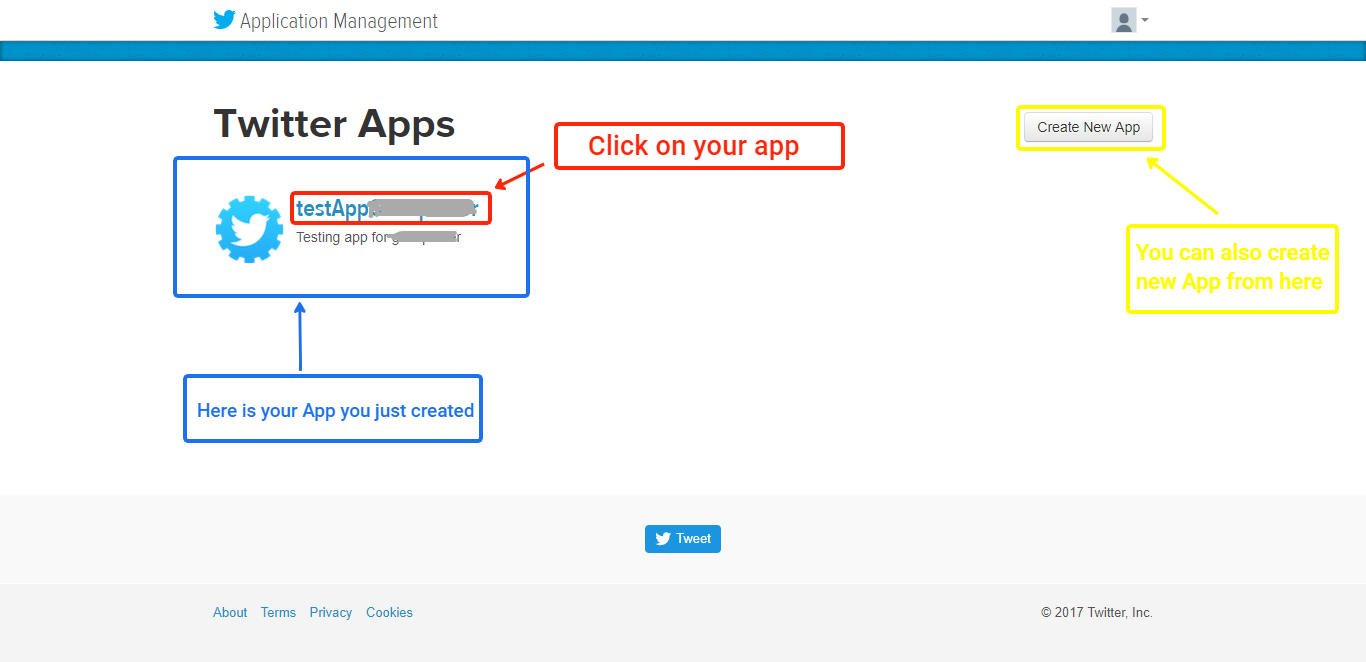 Application Management
Twitter Apps
Create New App
Click on your app
testApp
Testing app for
You can also create
new App from here
Here is your App you just created
Tweet
About Terms Privacy Cookies
© 2017 Twitter, Inc.